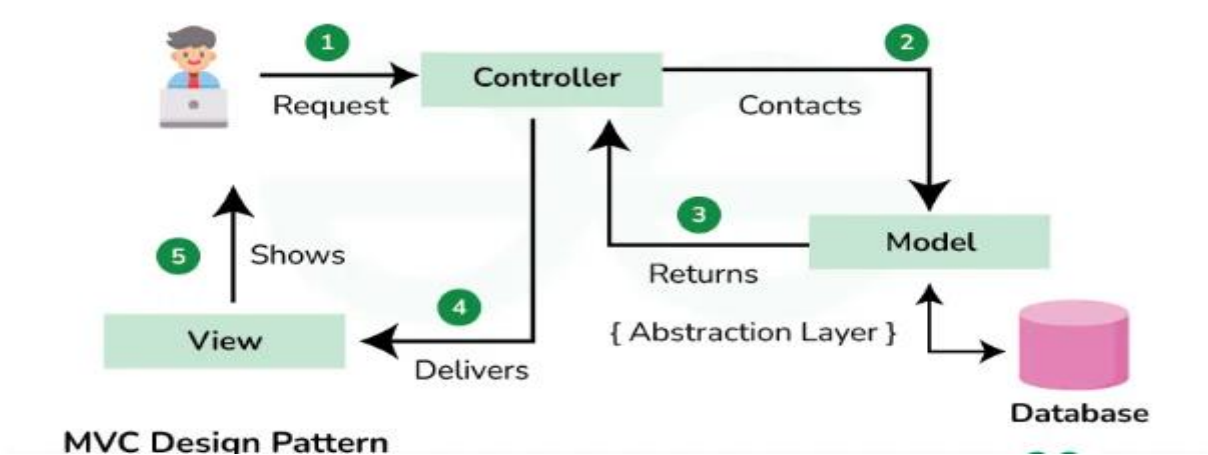 1
2
Controller
Request
Contacts
3
Model
5
Shows
Returns
4
{ Abstraction Layer }
View
Delivers
Database
MVC Design Pattern